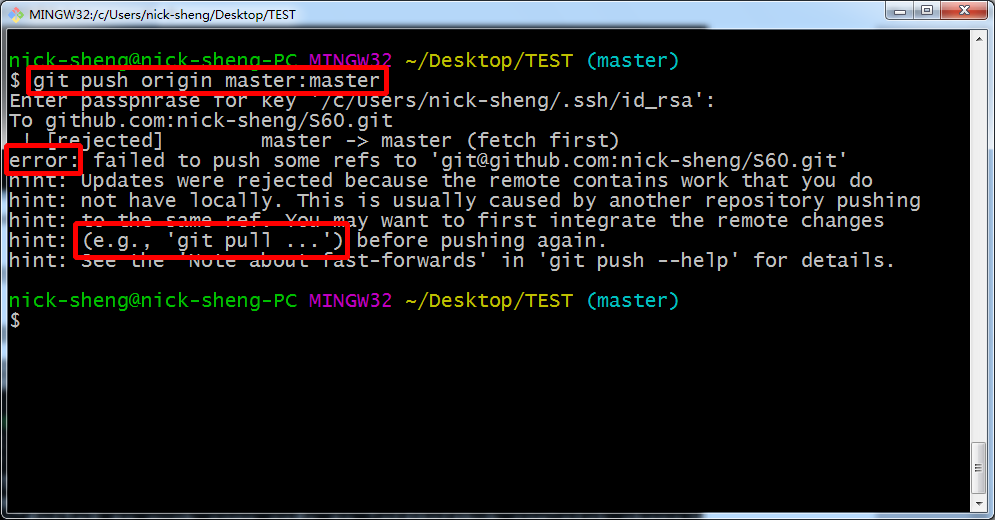 MINGW32:/c/Users/nick-sheng/Desktop/TEST
nick-sheng@nick-sheng-PC MINGW32 ~/Desktop/TEST (master)
$ git push origin master:master
Enter passphrase for key '/c/Users/nick-sheng/.ssh/id_rsa':
To github.com:nick-sheng/S60.git
! [rejected]        master -> master (fetch first)
error: failed to push some refs to 'git@github.com:nick-sheng/S60.git'
hint: Updates were rejected because the remote contains work that you do
hint: not have locally. This is usually caused by another repository pushing
hint: to the same ref. You may want to first integrate the remote changes
hint: (e.g., 'git pull ...') before pushing again.
hint: See the 'Note about fast-forwards' in 'git push --help' for details.
nick-sheng@nick-sheng-PC MINGW32 ~/Desktop/TEST (master)
$